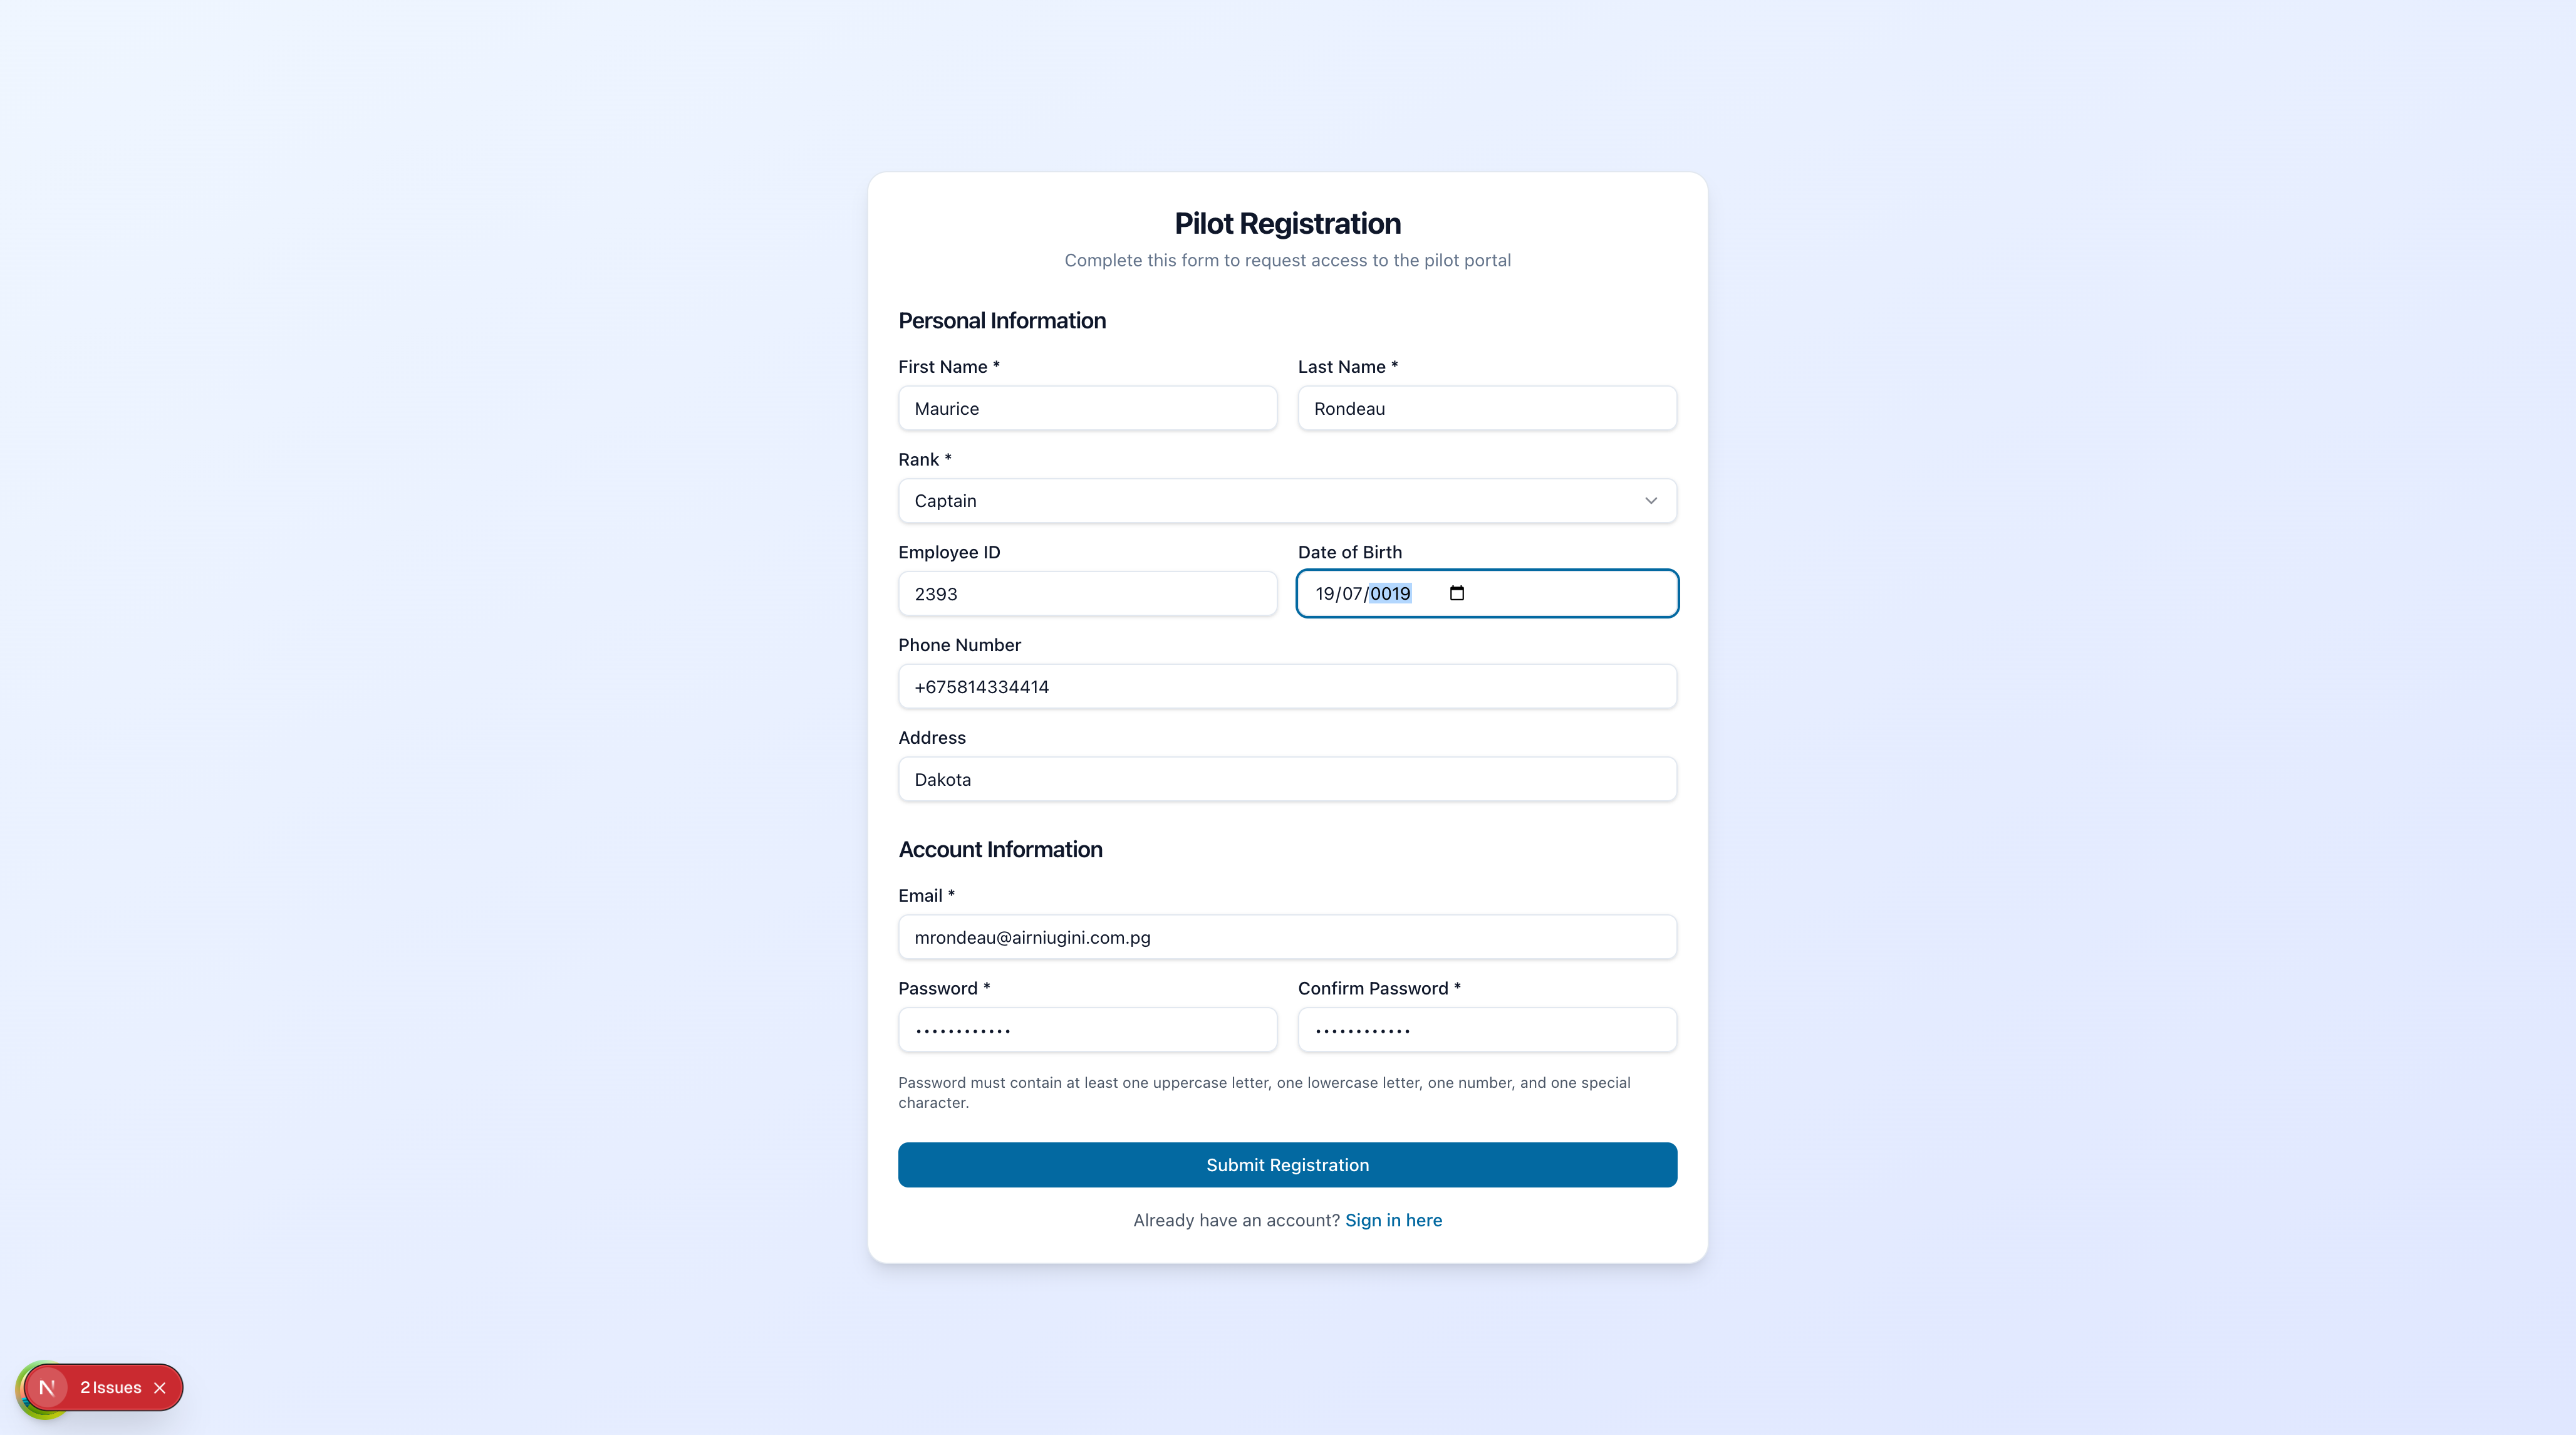 Pilot Registration
Complete this form to request access to the pilot portal
Personal Information
First Name *
Last Name *
Maurice
Rondeau
Rank *
Captain
Employee ID
Date of Birth
2393
19/07/0019
Phone Number
+675814334414
Address
Dakota
Account Information
Email *
mrondeau@airniugini.com.pg
Password *
Confirm Password *
Password must contain at least one uppercase letter, one lowercase letter, one number, and one special
character.
Submit Registration
Already have an account? Sign in here
N 2 Issues